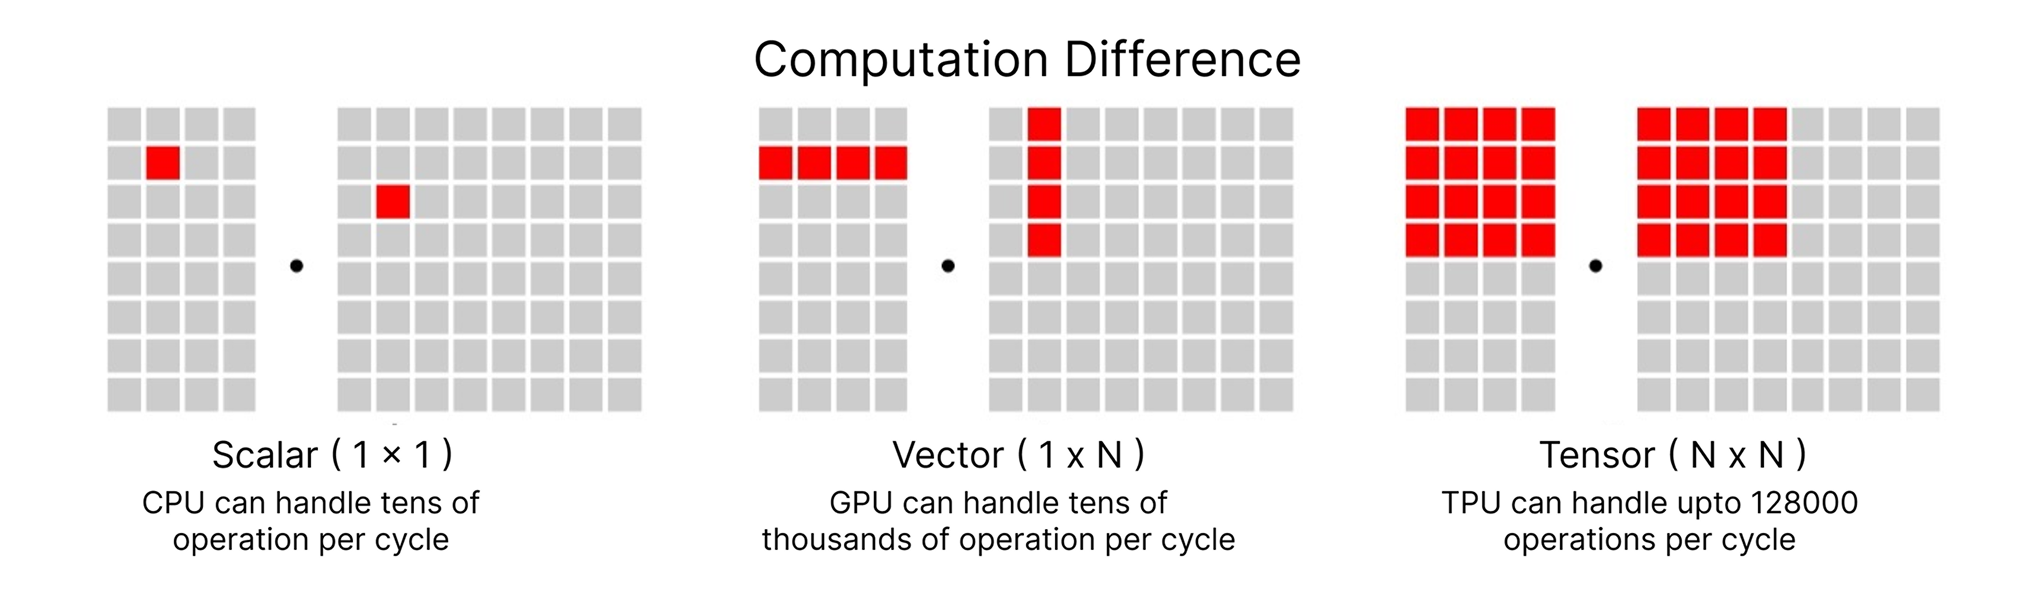 Computation Difference
Scalar ( 1 × 1 )
CPU can handle tens of
operation per cycle
Vector ( 1 x N )
GPU can handle tens of
thousands of operation per cycle
Tensor ( N x N )
TPU can handle upto 128000
operations per cycle